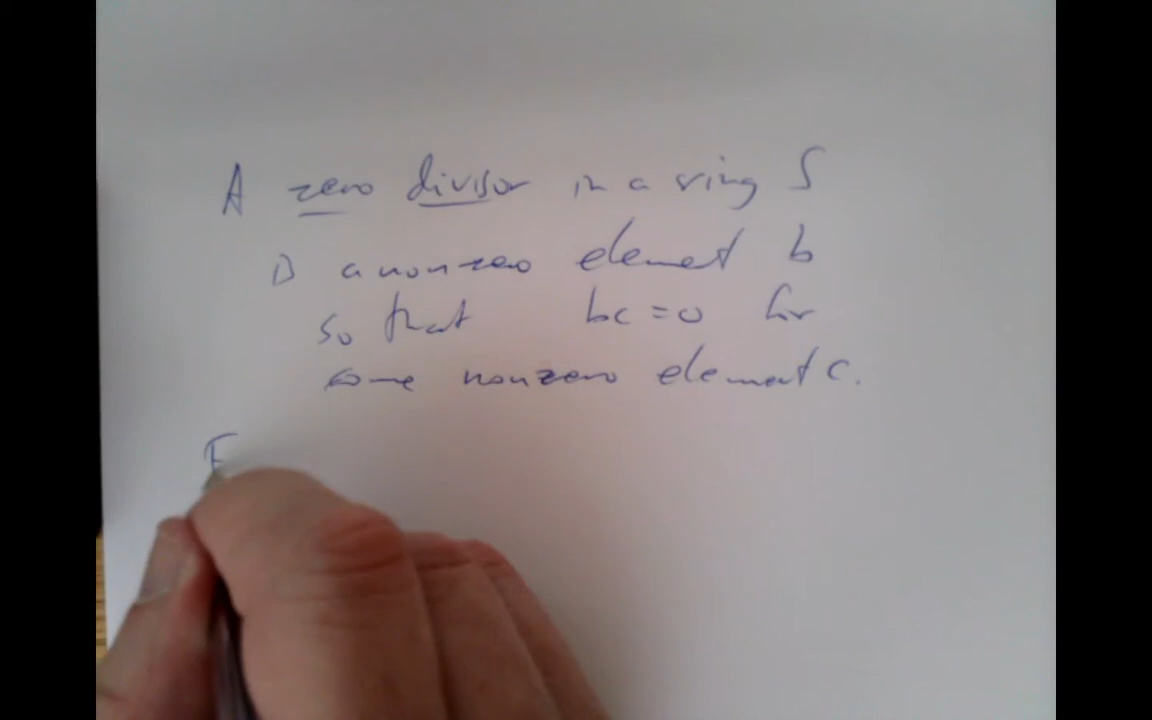 A zero divisor in a ring S
is a nonzero element b
so that bc = 0 for
some nonzero element c.
E